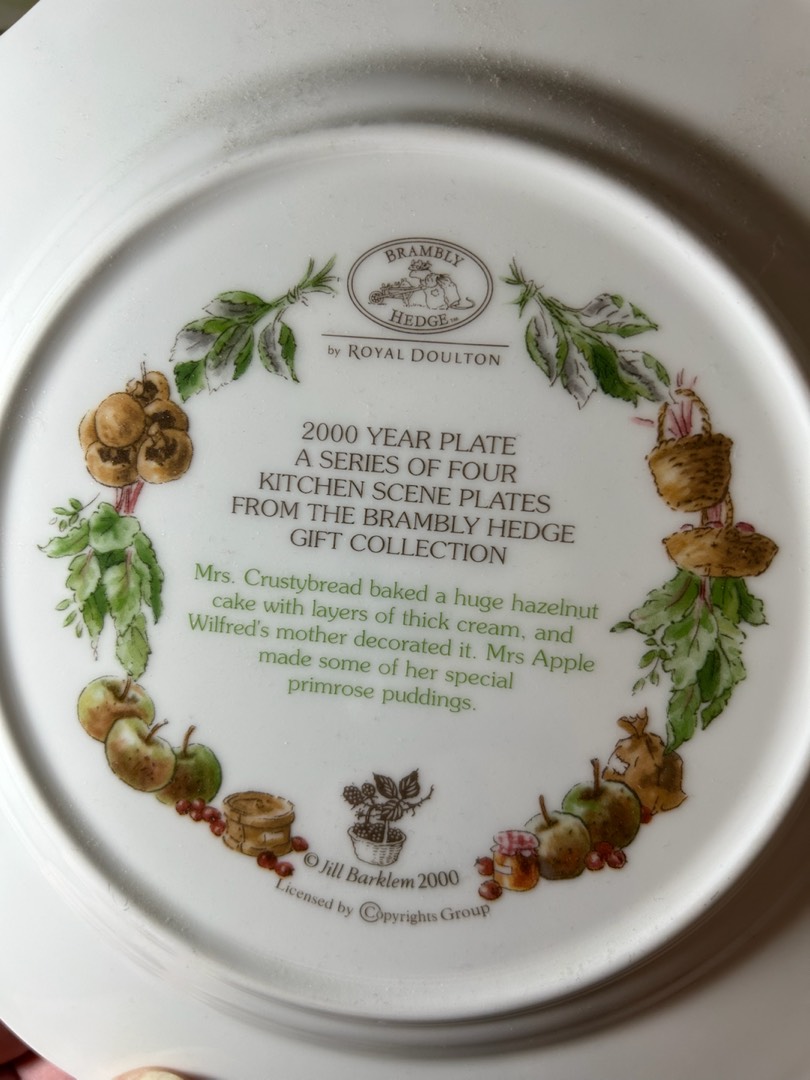 BRAMBLY
HEDGE™
by ROYAL DOULTON
2000 YEAR PLATE
A SERIES OF FOUR
KITCHEN SCENE PLATES
FROM THE BRAMBLY HEDGE
GIFT COLLECTION
Mrs. Crustybread baked a huge hazelnut
cake with layers of thick cream, and
Wilfred's mother decorated it. Mrs Apple
made some of her special
primrose puddings.
© Jill Barklem 2000
Licensed by ©opyrights Group